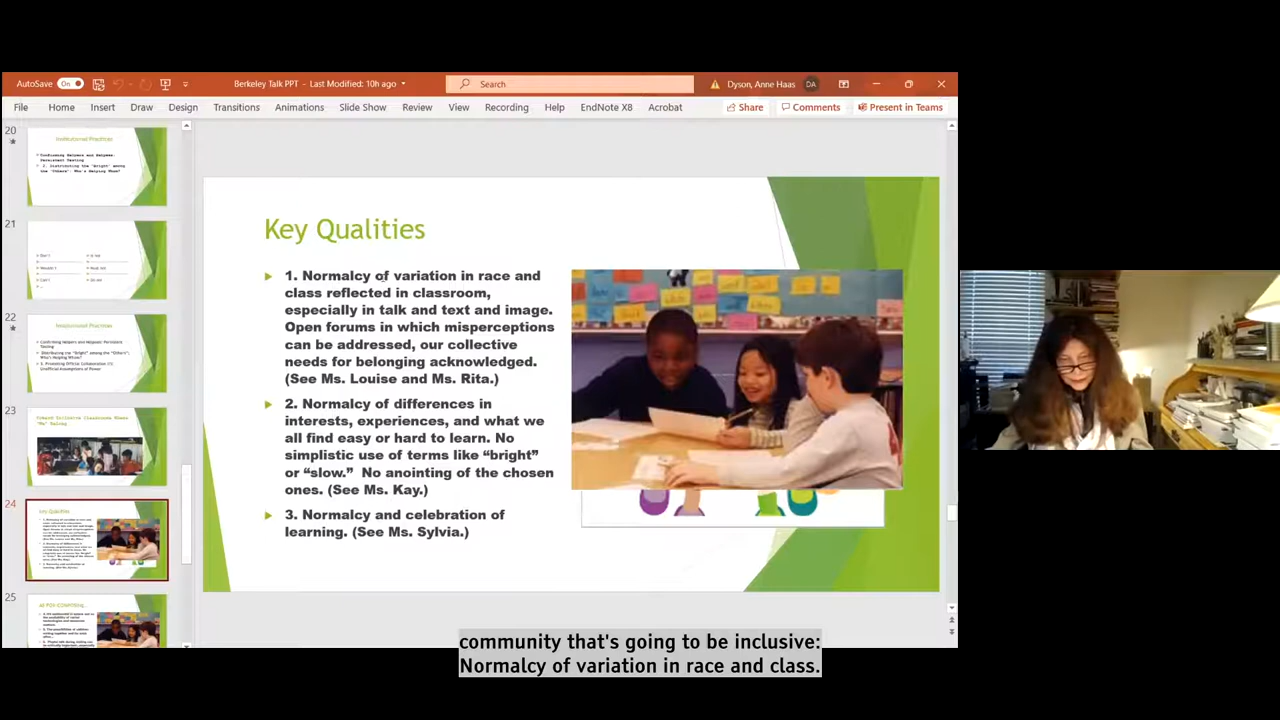 AutoSave On
Berkeley Talk PPT - Last Modified: 10h ago
Search
Dyson, Anne Haas DA
File Home Insert Draw Design Transitions Animations Slide Show Review View Recording Help EndNote X8 Acrobat Share Comments Present in Teams
20
Institutional Practices
21
22
Institutional Practices
23
24
Key Qualities
25
Key Qualities
1. Normalcy of variation in race and
class reflected in classroom,
especially in talk and text and image.
Open forums in which misperceptions
can be addressed, our collective
needs for belonging acknowledged.
(See Ms. Louise and Ms. Rita.)
2. Normalcy of differences in
interests, experiences, and what we
all find easy or hard to learn. No
simplistic use of terms like “bright”
or “slow.” No anointing of the chosen
ones. (See Ms. Kay.)
3. Normalcy and celebration of
learning. (See Ms. Sylvia.)
community that's going to be inclusive:
Normalcy of variation in race and class.